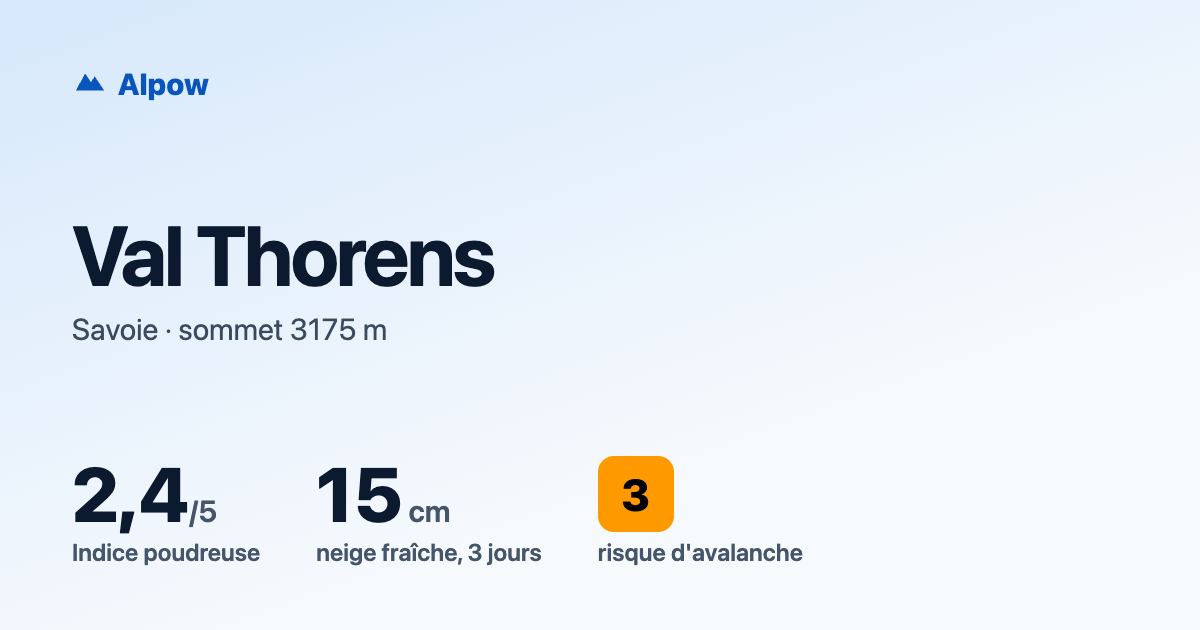 Alpow
Val Thorens
Savoie · sommet 3175 m
2,4/5
Indice poudreuse
15 cm
neige fraîche, 3 jours
3
risque d'avalanche